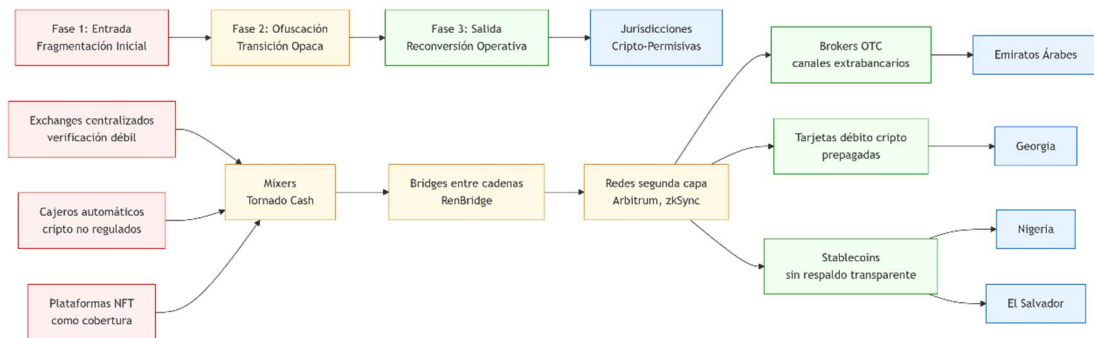 Fase 1: Entrada
Fragmentación Inicial
Fase 2: Ofuscación
Transición Opaca
Fase 3: Salida
Reconversión Operativa
Jurisdicciones
Cripto-Permisivas
Exchanges centralizados
verificación débil
Cajeros automáticos
cripto no regulados
Plataformas NFT
como cobertura
Mixers
Tornado Cash
Bridges entre cadenas
RenBridge
Redes segunda capa
Arbitrum, zkSync
Brokers OTC
canales extrabancarios
Tarjetas débito cripto
prepagadas
Stablecoins
sin respaldo transparente
Emiratos Árabes
Georgia
Nigeria
El Salvador